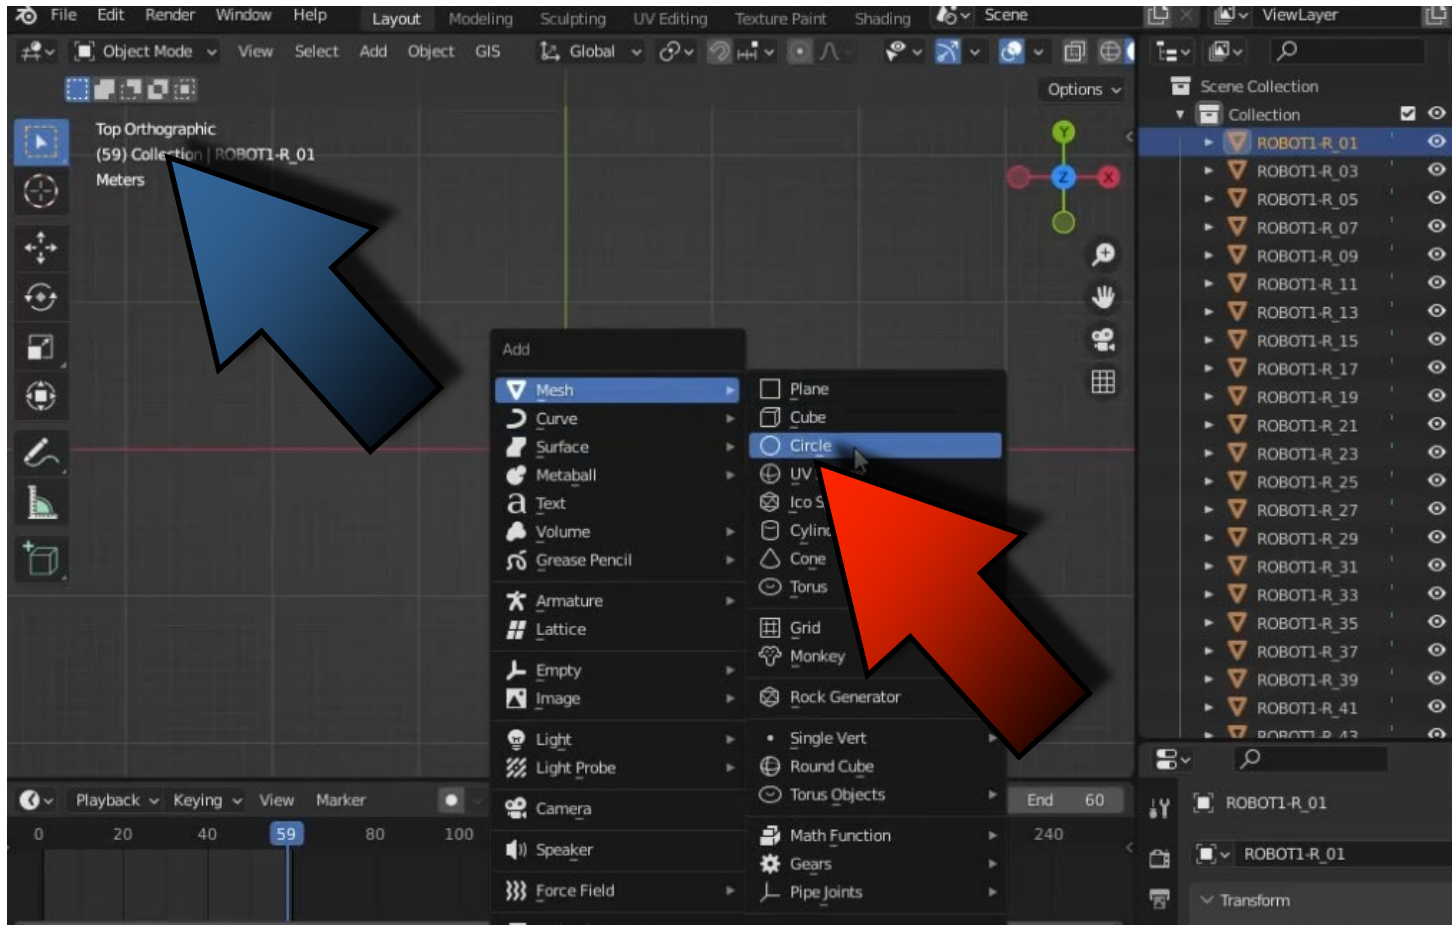 File Edit Render Window Help Layout Modeling Sculpting UV Editing Texture Paint Shading Scene ViewLayer
Object Mode View Select Add Object GIS Global
Options
Top Orthographic
(59) Collection | ROBOT1-R_01
Meters
Y
Z
X
Add
Mesh
Curve
Surface
Metaball
Text
Volume
Grease Pencil
Armature
Lattice
Empty
Image
Light
Light Probe
Camera
Speaker
Force Field
Plane
Cube
Circle
UV
Ico S
Cylind
Cone
Torus
Grid
Monkey
Rock Generator
Single Vert
Round Cube
Torus Objects
Math Function
Gears
Pipe Joints
Scene Collection
Collection
ROBOT1-R_01
ROBOT1-R_03
ROBOT1-R_05
ROBOT1-R_07
ROBOT1-R_09
ROBOT1-R_11
ROBOT1-R_13
ROBOT1-R_15
ROBOT1-R_17
ROBOT1-R_19
ROBOT1-R_21
ROBOT1-R_23
ROBOT1-R_25
ROBOT1-R_27
ROBOT1-R_29
ROBOT1-R_31
ROBOT1-R_33
ROBOT1-R_35
ROBOT1-R_37
ROBOT1-R_39
ROBOT1-R_41
ROBOT1-R_43
Playback Keying View Marker
End 60
0 20 40 59 80 100 240
ROBOT1-R_01
ROBOT1-R_01
Transform